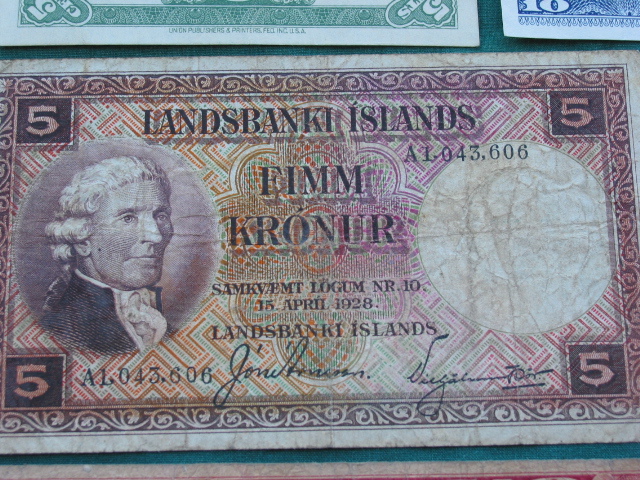 UNION PUBLISHERS & PRINTERS, FED. INC. U.S.A.
5 5
LANDSBANKI ÍSLANDS
A1.043,606
FIMM
KRÓNUR
SAMKVÆMT LÖGUM NR. 10.
15. APRÍL 1928.
LANDSBANKI ÍSLANDS
A1.043,606
5 5